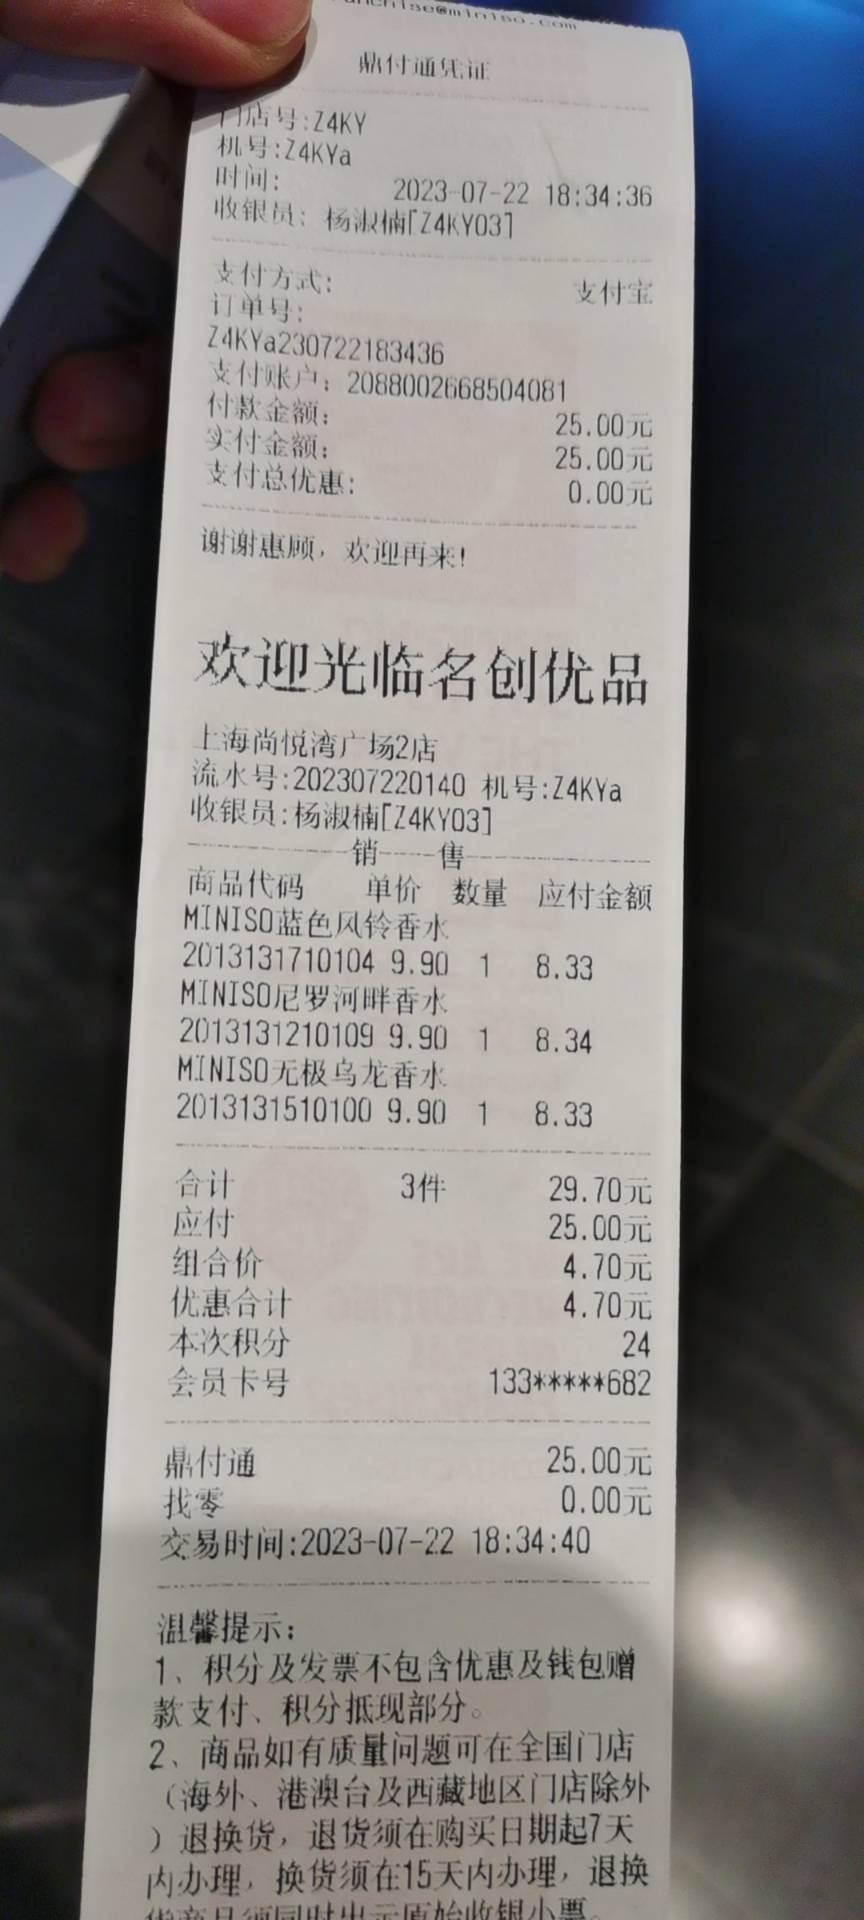 @miniso.com
鼎付通凭证
门店号:Z4KY
机号:Z4KYa
时间: 2023-07-22 18:34:36
收银员: 杨淑楠[Z4KY03]
支付方式: 支付宝
订单号:
Z4KYa230722183436
支付账户: 2088002668504081
付款金额: 25.00元
实付金额: 25.00元
支付总优惠: 0.00元
谢谢惠顾，欢迎再来!
欢迎光临名创优品
上海尚悦湾广场2店
流水号:202307220140 机号:Z4KYa
收银员:杨淑楠[Z4KY03]
销----售
商品代码 单价 数量 应付金额
MINISO蓝色风铃香水
2013131710104 9.90 1 8.33
MINISO尼罗河畔香水
2013131210109 9.90 1 8.34
MINISO无极乌龙香水
2013131510100 9.90 1 8.33
合计 3件 29.70元
应付 25.00元
组合价 4.70元
优惠合计 4.70元
本次积分 24
会员卡号 133*****682
鼎付通 25.00元
找零 0.00元
交易时间:2023-07-22 18:34:40
温馨提示:
1、积分及发票不包含优惠及钱包赠
款支付、积分抵现部分。
2、商品如有质量问题可在全国门店
（海外、港澳台及西藏地区门店除外
）退换货，退货须在购买日期起7天
内办理，换货须在15天内办理，退换
货商品须同时出示原始收银小票。